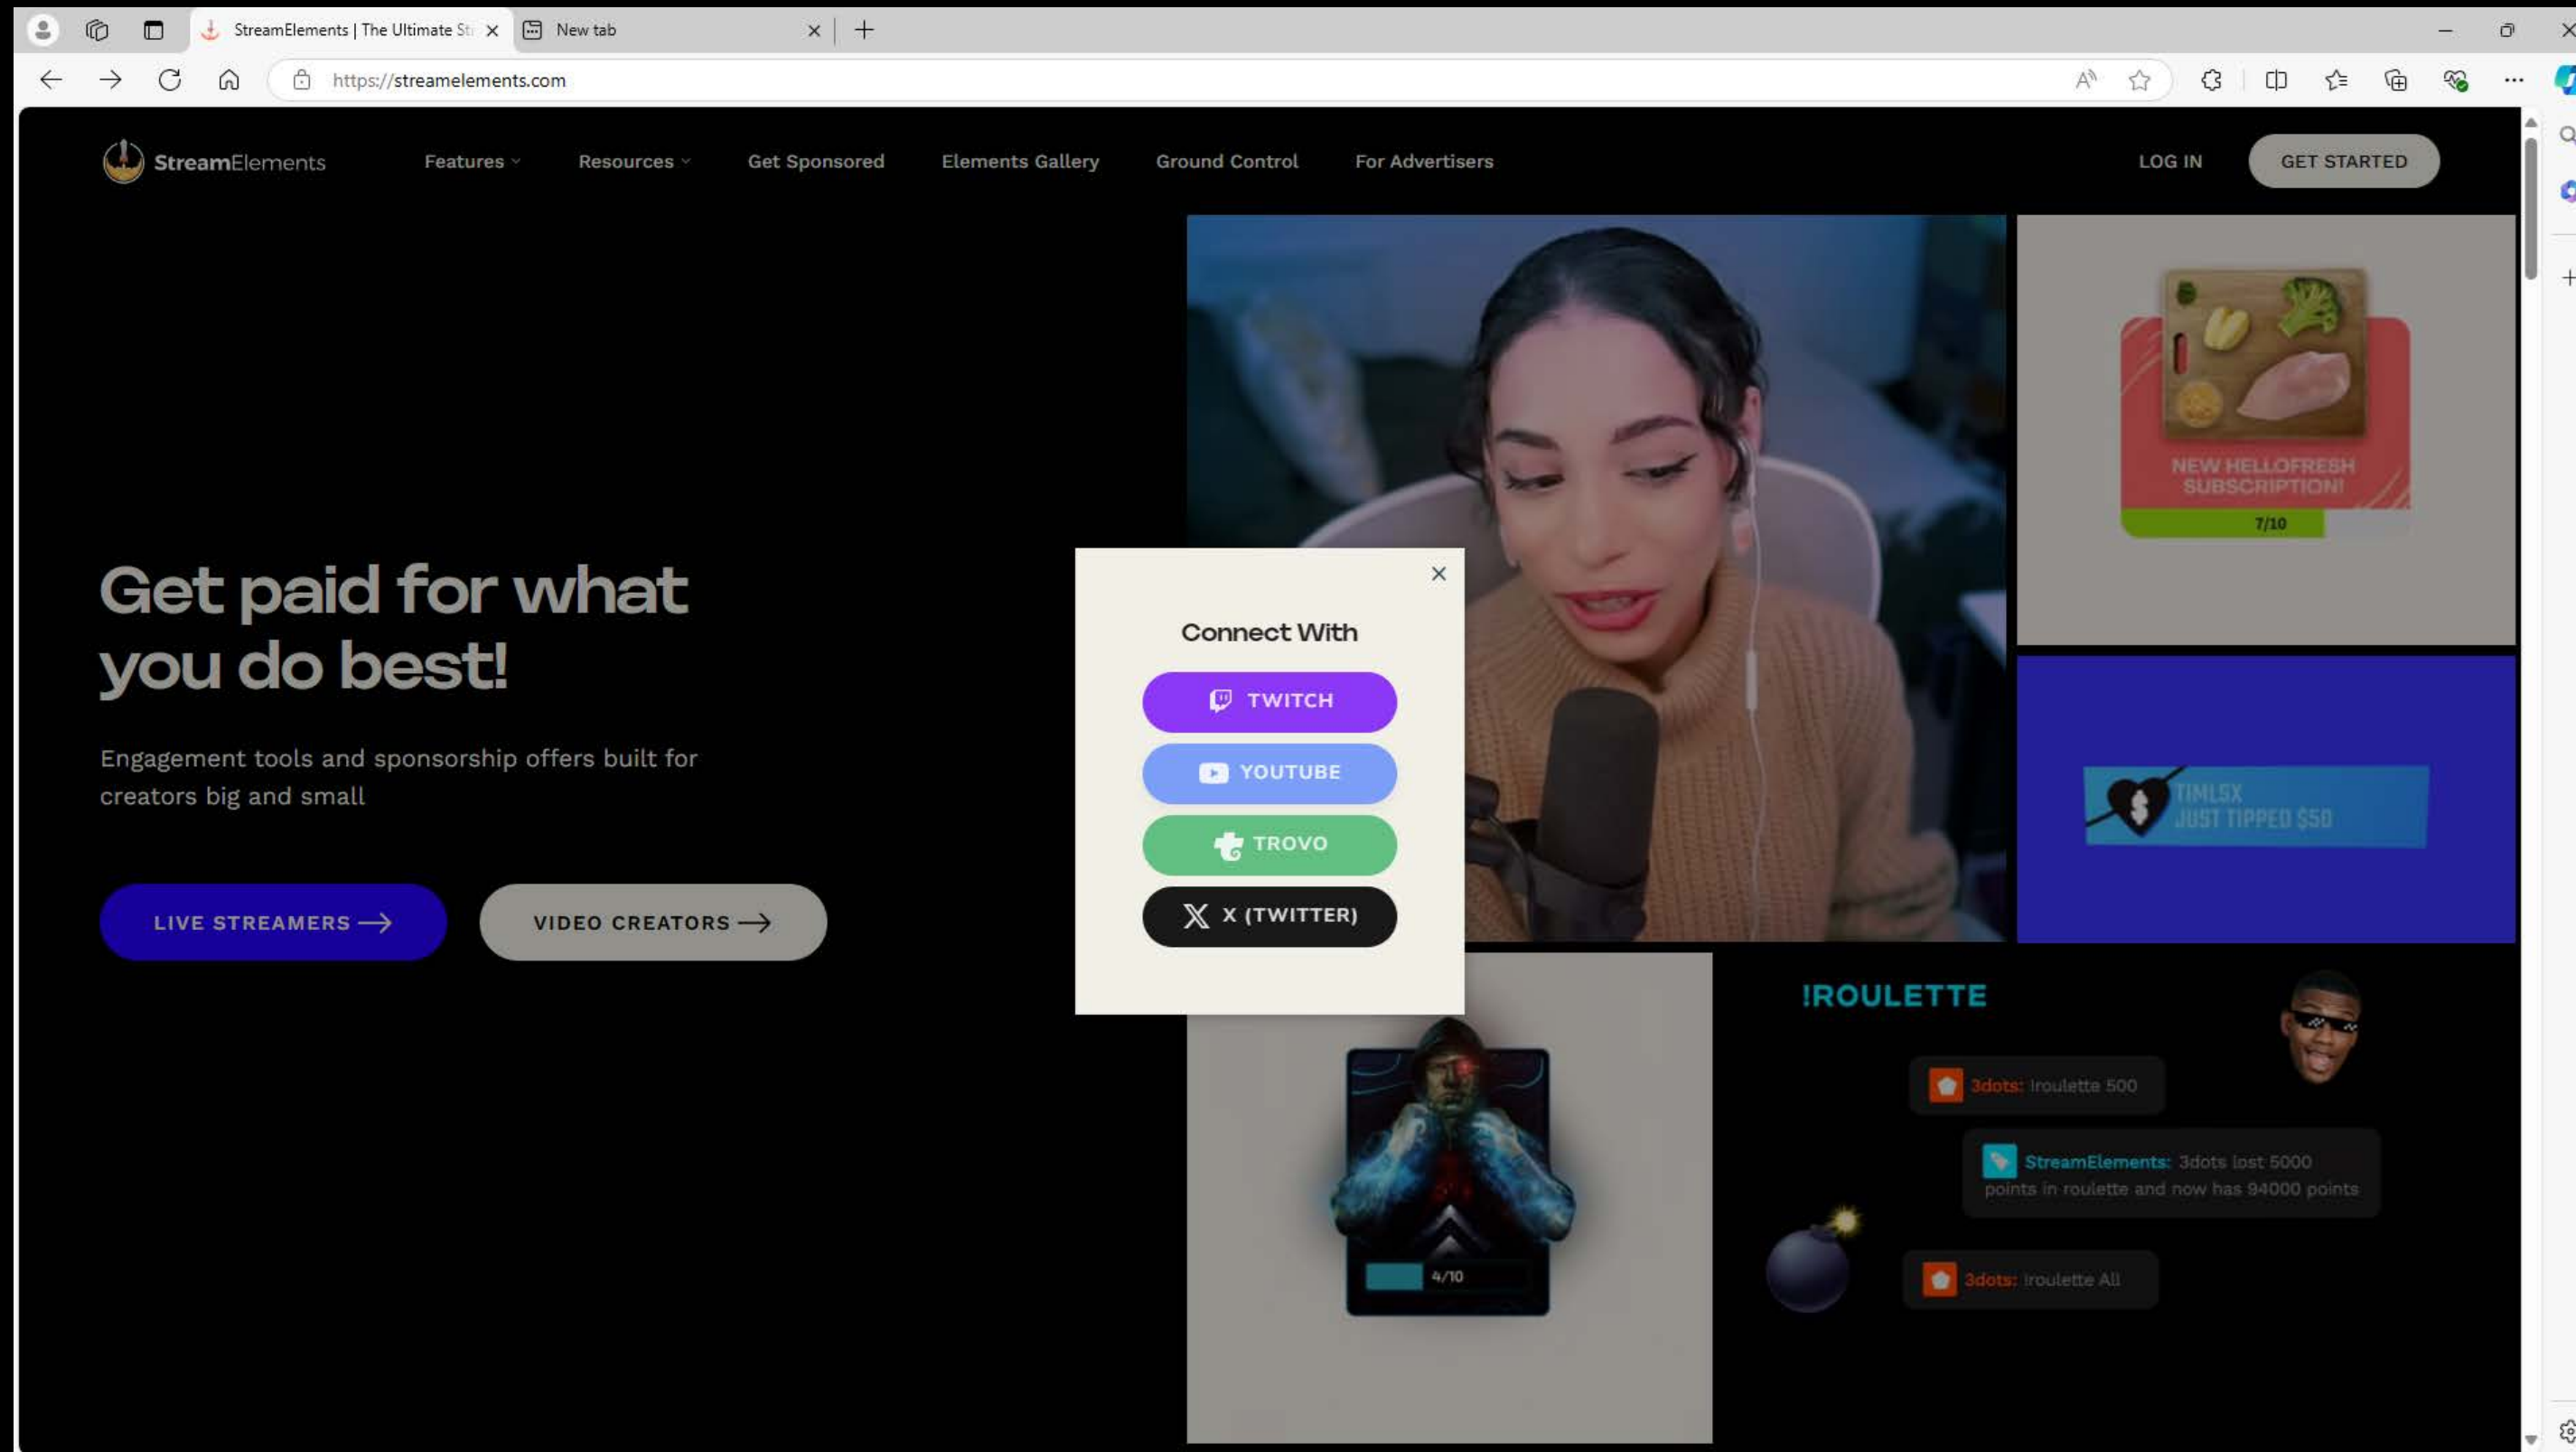 StreamElements | The Ultimate St
New tab
https://streamelements.com
StreamElements
Features
Resources
Get Sponsored
Elements Gallery
Ground Control
For Advertisers
LOG IN
GET STARTED
Get paid for what
you do best!
Engagement tools and sponsorship offers built for
creators big and small
LIVE STREAMERS
VIDEO CREATORS
Connect With
TWITCH
YOUTUBE
TROVO
X (TWITTER)
NEW HELLOFRESH
SUBSCRIPTION!
7/10
TIMLSX
JUST TIPPED $50
4/10
!ROULETTE
3dots: !roulette 500
StreamElements: 3dots lost 5000
points in roulette and now has 94000 points
3dots: !roulette All